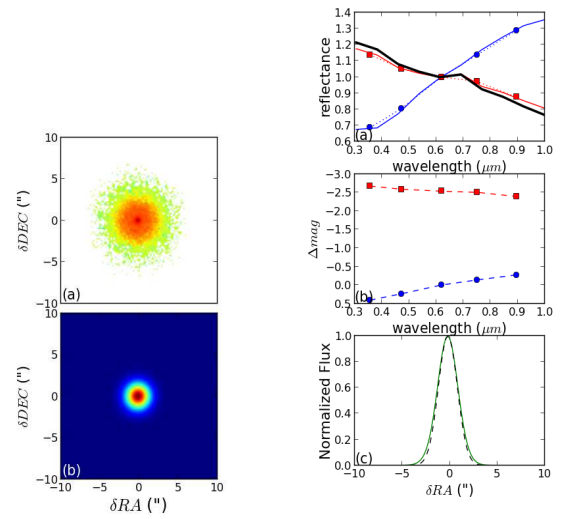 10
5
0
−5
−10
δDEC (")
(a)
10
5
0
−5
−10
δDEC (")
(b)
−10 −5 0 5 10
δRA (")
1.4
1.3
1.2
1.1
1.0
0.9
0.8
0.7
0.6
reflectance
(a)
0.3 0.4 0.5 0.6 0.7 0.8 0.9 1.0
wavelength (μm)
−3.0
−2.5
−2.0
−1.5
−1.0
−0.5
0.0
0.5
Δmag
(b)
0.3 0.4 0.5 0.6 0.7 0.8 0.9 1.0
wavelength (μm)
1.0
0.8
0.6
0.4
0.2
0.0
Normalized Flux
(c)
−10 −5 0 5 10
δRA (")